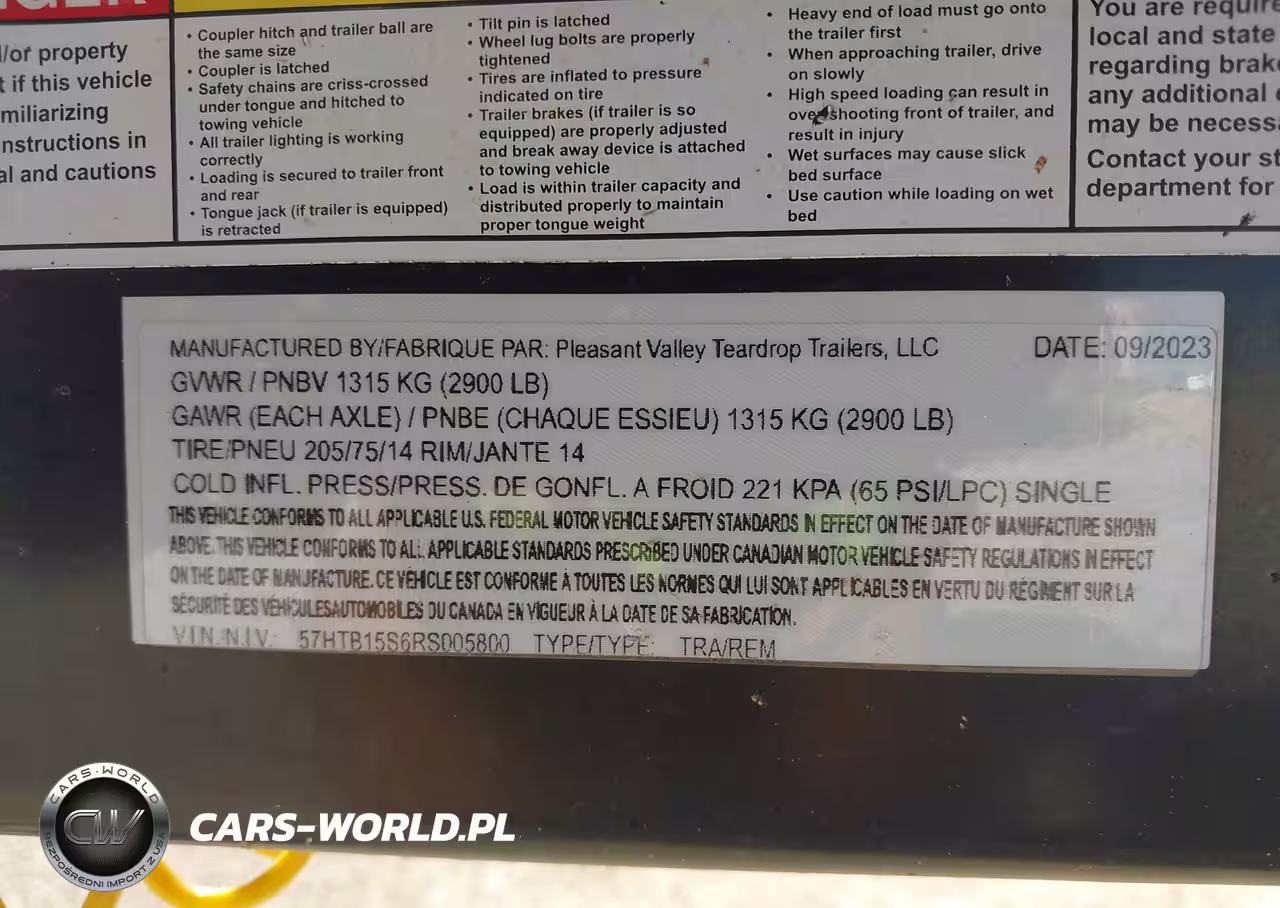 NGER
/or property
t if this vehicle
miliarizing
nstructions in
al and cautions
• Coupler hitch and trailer ball are
the same size
• Coupler is latched
• Safety chains are criss-crossed
under tongue and hitched to
towing vehicle
• All trailer lighting is working
correctly
• Loading is secured to trailer front
and rear
• Tongue jack (if trailer is equipped)
is retracted
• Tilt pin is latched
• Wheel lug bolts are properly
tightened
• Tires are inflated to pressure
indicated on tire
• Trailer brakes (if trailer is so
equipped) are properly adjusted
and break away device is attached
to towing vehicle
• Load is within trailer capacity and
distributed properly to maintain
proper tongue weight
• Heavy end of load must go onto
the trailer first
• When approaching trailer, drive
on slowly
• High speed loading can result in
overshooting front of trailer, and
result in injury
• Wet surfaces may cause slick
bed surface
• Use caution while loading on wet
bed
You are require
local and state
regarding brake
any additional
may be necessa
Contact your st
department for
MANUFACTURED BY/FABRIQUE PAR: Pleasant Valley Teardrop Trailers, LLC DATE: 09/2023
GVWR / PNBV 1315 KG (2900 LB)
GAWR (EACH AXLE) / PNBE (CHAQUE ESSIEU) 1315 KG (2900 LB)
TIRE/PNEU 205/75/14 RIM/JANTE 14
COLD INFL. PRESS/PRESS. DE GONFL. A FROID 221 KPA (65 PSI/LPC) SINGLE
THIS VEHICLE CONFORMS TO ALL APPLICABLE U.S. FEDERAL MOTOR VEHICLE SAFETY STANDARDS IN EFFECT ON THE DATE OF MANUFACTURE SHOWN
ABOVE. THIS VEHICLE CONFORMS TO ALL APPLICABLE STANDARDS PRESCRIBED UNDER CANADIAN MOTOR VEHICLE SAFETY REGULATIONS IN EFFECT
ON THE DATE OF MANUFACTURE. CE VÉHICLE EST CONFORME À TOUTES LES NORMES QUI LUI SONT APPLICABLES EN VERTU DU RÉGIMENT SUR LA
SÉCURITÉ DES VÉHICULESAUTOMOBILES DU CANADA EN VIGUEUR À LA DATE DE SA FABRICATION.
V.I.N./N.I.V.: 57HTB15S6RS005800 TYPE/TYPE: TRA/REM
CARS-WORLD
CW
BEZPOŚREDNI IMPORT Z USA
CARS-WORLD.PL